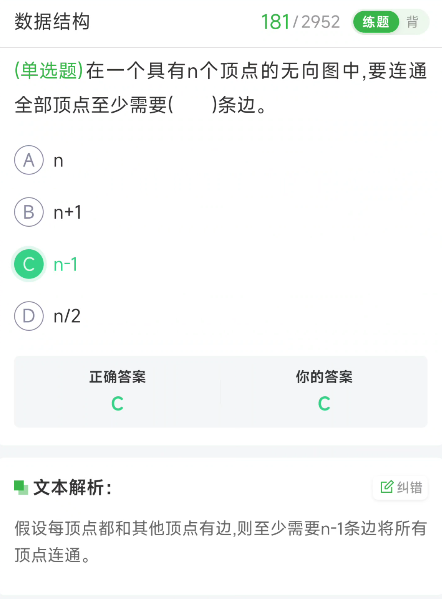 数据结构 181/2952 练题 背
(单选题)在一个具有n个顶点的无向图中,要连通
全部顶点至少需要( )条边。
A n
B n+1
C n-1
D n/2
正确答案 你的答案
C C
文本解析： 纠错
假设每顶点都和其他顶点有边,则至少需要n-1条边将所有
顶点连通。